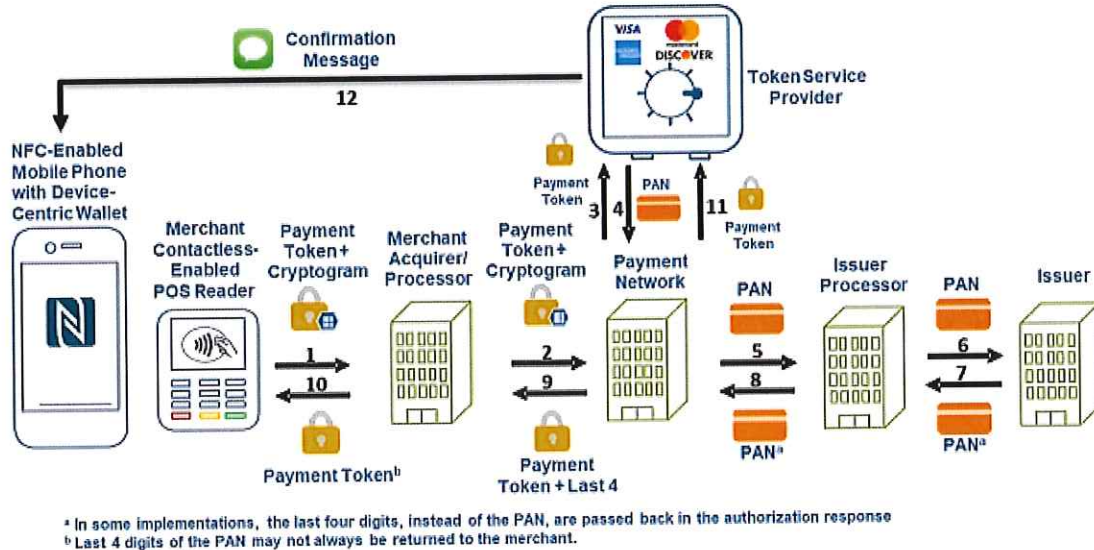 Confirmation
Message
12
VISA
mastercard
DISCOVER
Token Service
Provider
NFC-Enabled
Mobile Phone
with Device-
Centric Wallet
Merchant
Contactless-
Enabled
POS Reader
Payment
Token +
Cryptogram
1
10
Payment Tokenᵇ
Merchant
Acquirer/
Processor
Payment
Token +
Cryptogram
2
9
Payment
Token + Last 4
Payment
Token
3
4
PAN
11
Payment
Token
Payment
Network
PAN
5
8
PANᵃ
Issuer
Processor
PAN
6
7
PANᵃ
Issuer
ᵃ In some implementations, the last four digits, instead of the PAN, are passed back in the authorization response
ᵇ Last 4 digits of the PAN may not always be returned to the merchant.